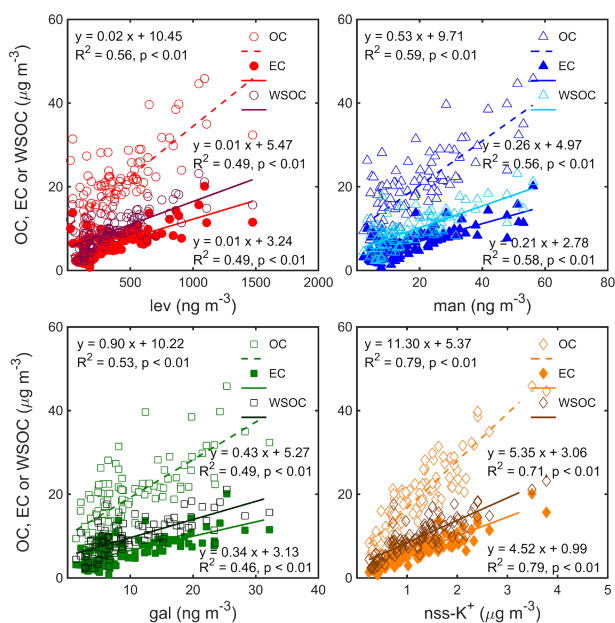 y = 0.02 x + 10.45
R² = 0.56, p < 0.01
OC
EC
WSOC
y = 0.01 x + 5.47
R² = 0.49, p < 0.01
y = 0.01 x + 3.24
R² = 0.49, p < 0.01
60
40
20
0
OC, EC or WSOC (μg m⁻³)
500 1000 1500 2000
lev (ng m⁻³)
y = 0.53 x + 9.71
R² = 0.59, p < 0.01
OC
EC
WSOC
y = 0.26 x + 4.97
R² = 0.56, p < 0.01
y = 0.21 x + 2.78
R² = 0.58, p < 0.01
60
40
20
0
20 40 60 80
man (ng m⁻³)
y = 0.90 x + 10.22
R² = 0.53, p < 0.01
OC
EC
WSOC
y = 0.43 x + 5.27
R² = 0.49, p < 0.01
y = 0.34 x + 3.13
R² = 0.46, p < 0.01
60
40
20
0
OC, EC or WSOC (μg m⁻³)
10 20 30 40
gal (ng m⁻³)
y = 11.30 x + 5.37
R² = 0.79, p < 0.01
OC
EC
WSOC
y = 5.35 x + 3.06
R² = 0.71, p < 0.01
y = 4.52 x + 0.99
R² = 0.79, p < 0.01
60
40
20
0
1 2 3 4 5
nss-K⁺ (μg m⁻³)